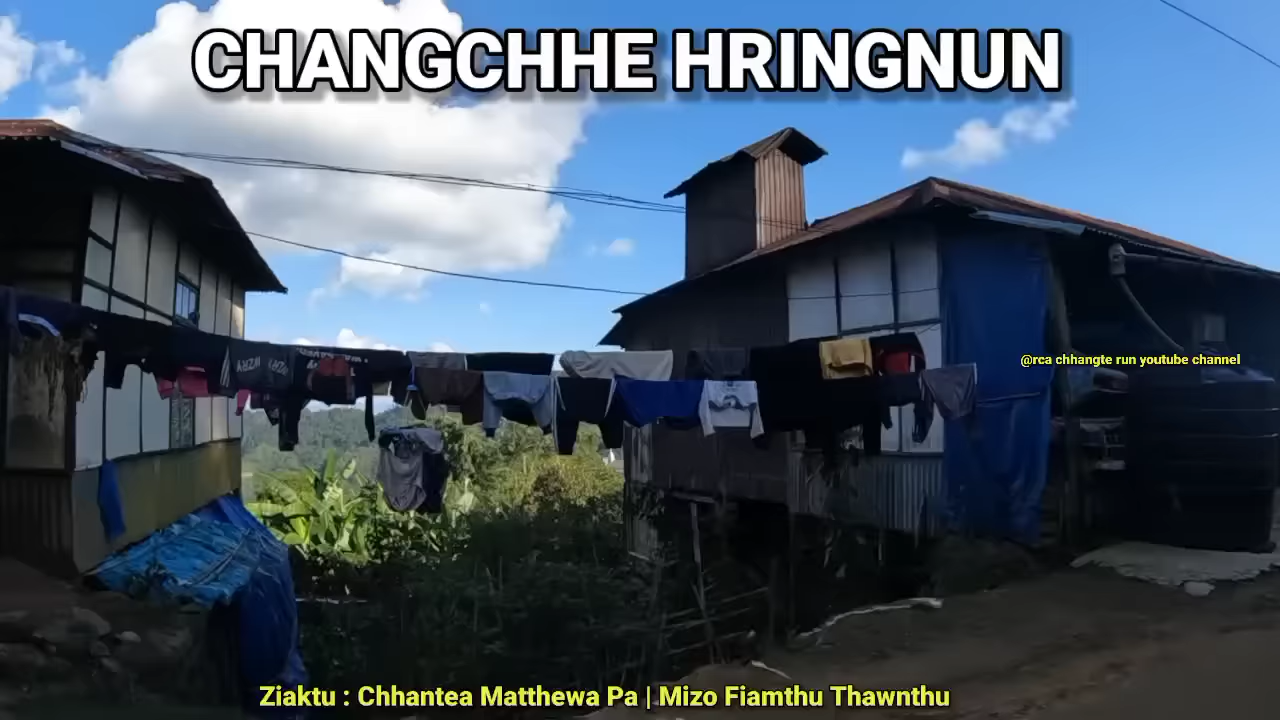 CHANGCHHE HRINGNUN
@rca chhangte run youtube channel
Ziaktu : Chhantea Matthewa Pa | Mizo Fiamthu Thawnthu